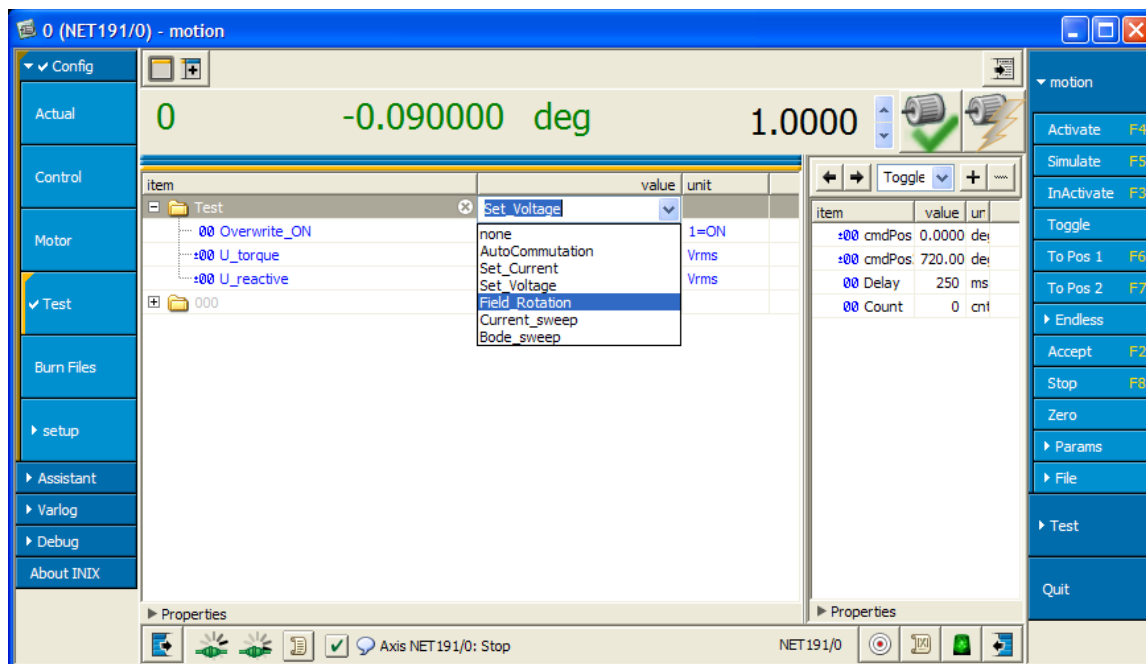 0 (NET191/0) - motion
Config
Actual
Control
Motor
Test
Burn Files
setup
Assistant
Varlog
Debug
About INIX
0 -0.090000 deg 1.0000
item value unit
Test Set_Voltage
00 Overwrite_ON 1=ON
±00 U_torque Vrms
±00 U_reactive Vrms
000
none
AutoCommutation
Set_Current
Set_Voltage
Field_Rotation
Current_sweep
Bode_sweep
Properties
Toggle
item value un
±00 cmdPos 0.0000 deg
±00 cmdPos 720.00 deg
00 Delay 250 ms
00 Count 0 cnt
Properties
motion
Activate F4
Simulate F5
InActivate F3
Toggle
To Pos 1 F6
To Pos 2 F7
Endless
Accept F2
Stop F8
Zero
Params
File
Test
Quit
Axis NET191/0: Stop
NET191/0